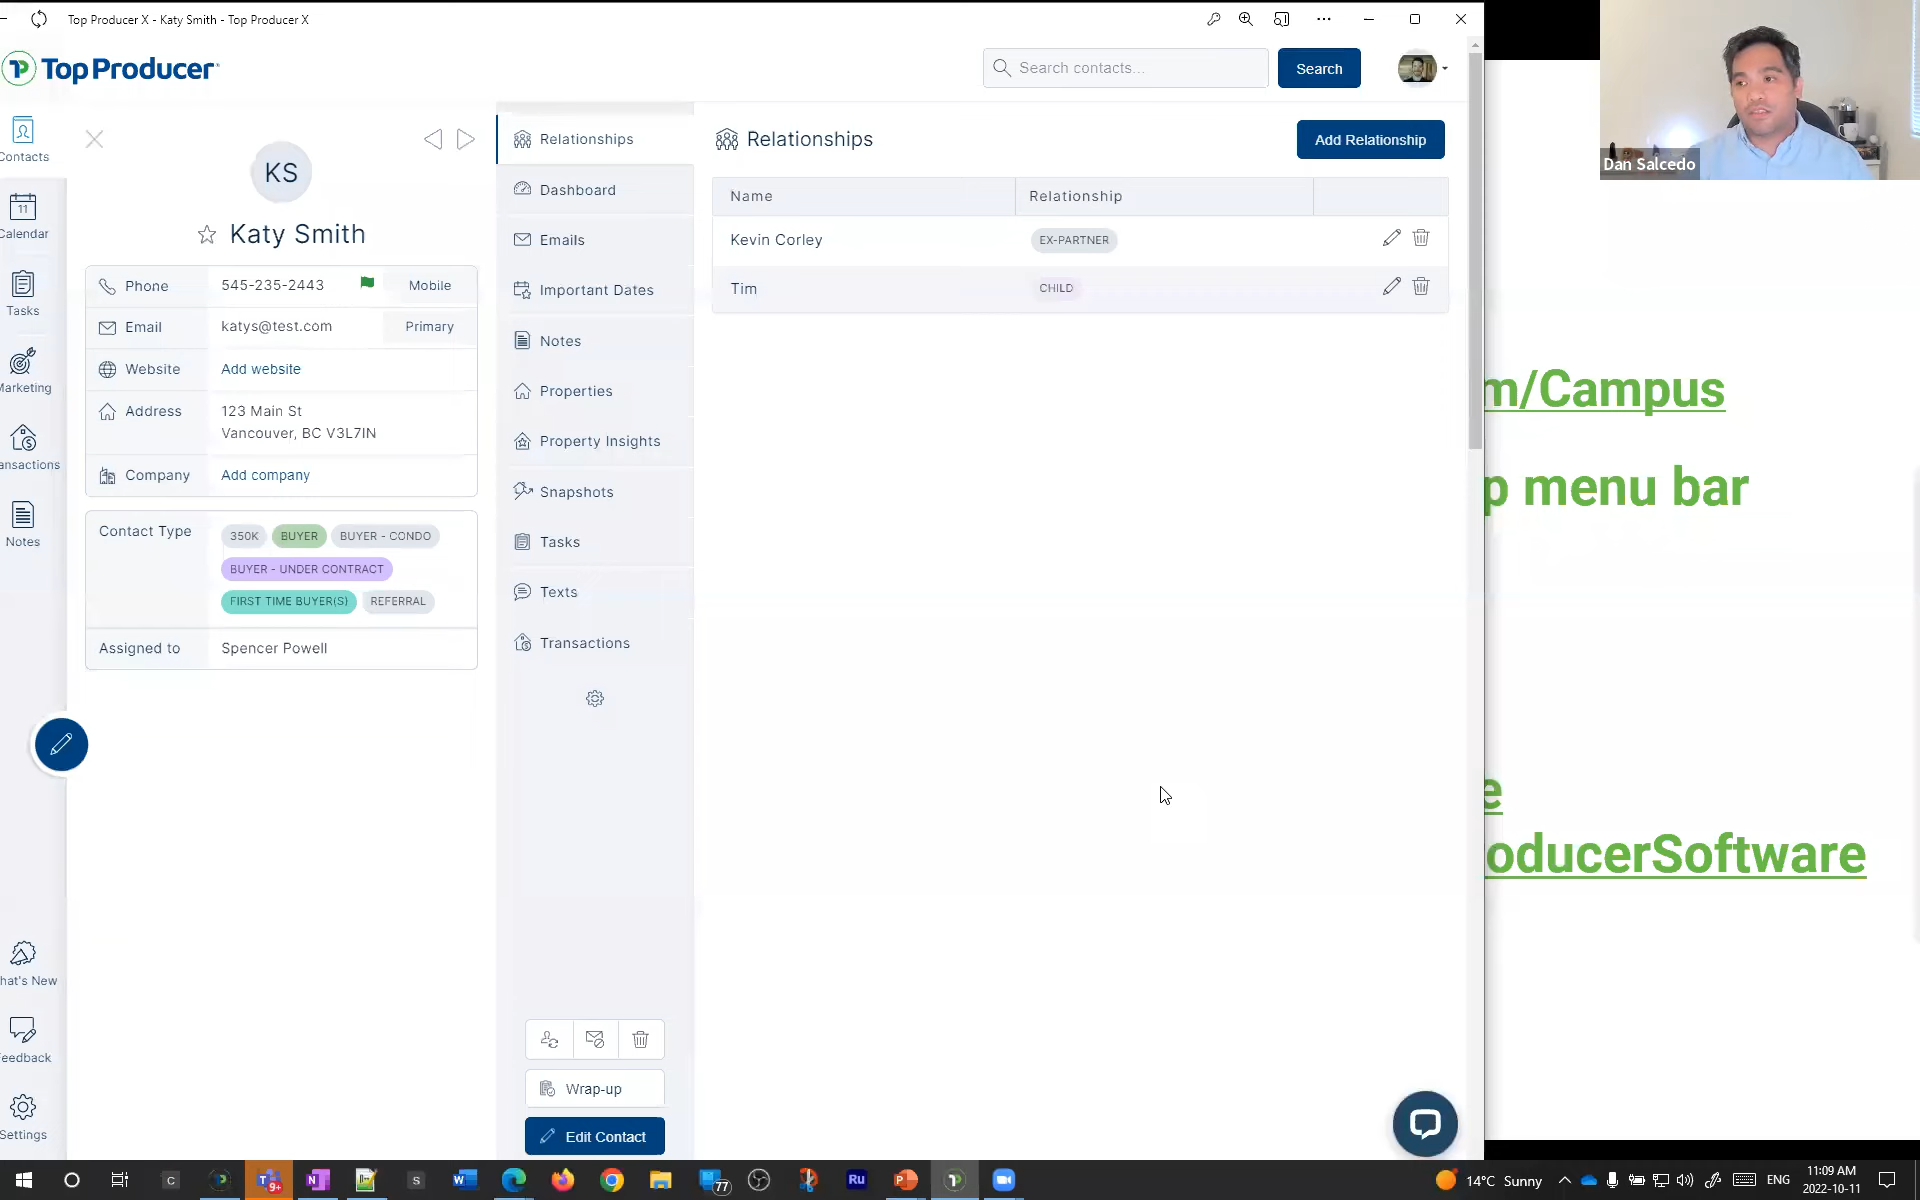 Top Producer X - Katy Smith - Top Producer X
Top Producer
Search contacts...
Search
Dan Salcedo
Contacts
11
Calendar
Tasks
Marketing
ansactions
Notes
hat's New
eedback
Settings
KS
Katy Smith
Phone 545-235-2443 Mobile
Email katys@test.com Primary
Website Add website
Address 123 Main St
Vancouver, BC V3L7IN
Company Add company
Contact Type 350K BUYER BUYER - CONDO
BUYER - UNDER CONTRACT
FIRST TIME BUYER(S) REFERRAL
Assigned to Spencer Powell
Relationships
Dashboard
Emails
Important Dates
Notes
Properties
Property Insights
Snapshots
Tasks
Texts
Transactions
Wrap-up
Edit Contact
Relationships
Add Relationship
Name Relationship
Kevin Corley EX-PARTNER
Tim CHILD
m/Campus
p menu bar
e
oducerSoftware
C
T 9+
N
S
W
77
Ru
P
14°C Sunny
ENG
11:09 AM
2022-10-11